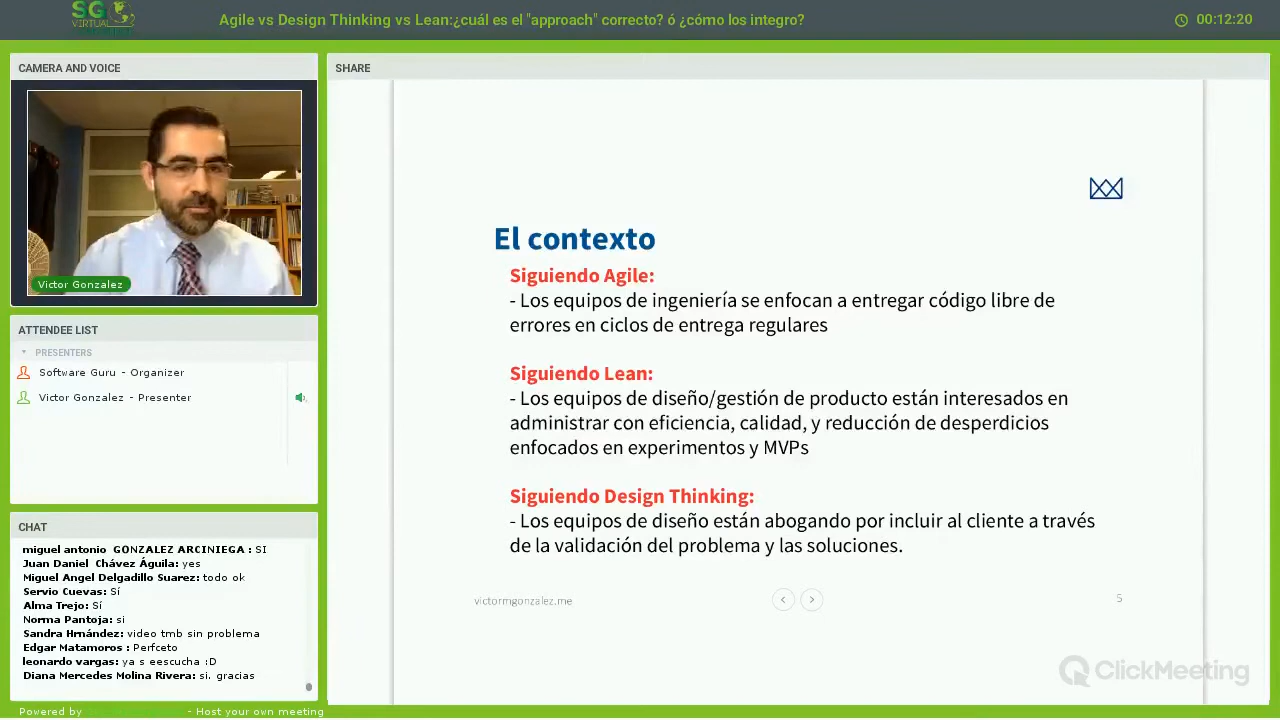 SG
VIRTUAL
Agile vs Design Thinking vs Lean:¿cuál es el "approach" correcto? ó ¿cómo los integro?
00:12:20
CAMERA AND VOICE
Victor Gonzalez
ATTENDEE LIST
PRESENTERS
Software Guru - Organizer
Victor Gonzalez - Presenter
CHAT
miguel antonio GONZALEZ ARCINIEGA : SI
Juan Daniel Chávez Águila: yes
Miguel Angel Delgadillo Suarez: todo ok
Servio Cuevas: Sí
Alma Trejo: Sí
Norma Pantoja: si
Sandra Hrnández: video tmb sin problema
Edgar Matamoros : Perfceto
leonardo vargas: ya s eescucha :D
Diana Mercedes Molina Rivera: si. gracias
Powered by
- Host your own meeting
SHARE
El contexto
Siguiendo Agile:
- Los equipos de ingeniería se enfocan a entregar código libre de
errores en ciclos de entrega regulares
Siguiendo Lean:
- Los equipos de diseño/gestión de producto están interesados en
administrar con eficiencia, calidad, y reducción de desperdicios
enfocados en experimentos y MVPs
Siguiendo Design Thinking:
- Los equipos de diseño están abogando por incluir al cliente a través
de la validación del problema y las soluciones.
victormgonzalez.me
5
ClickMeeting